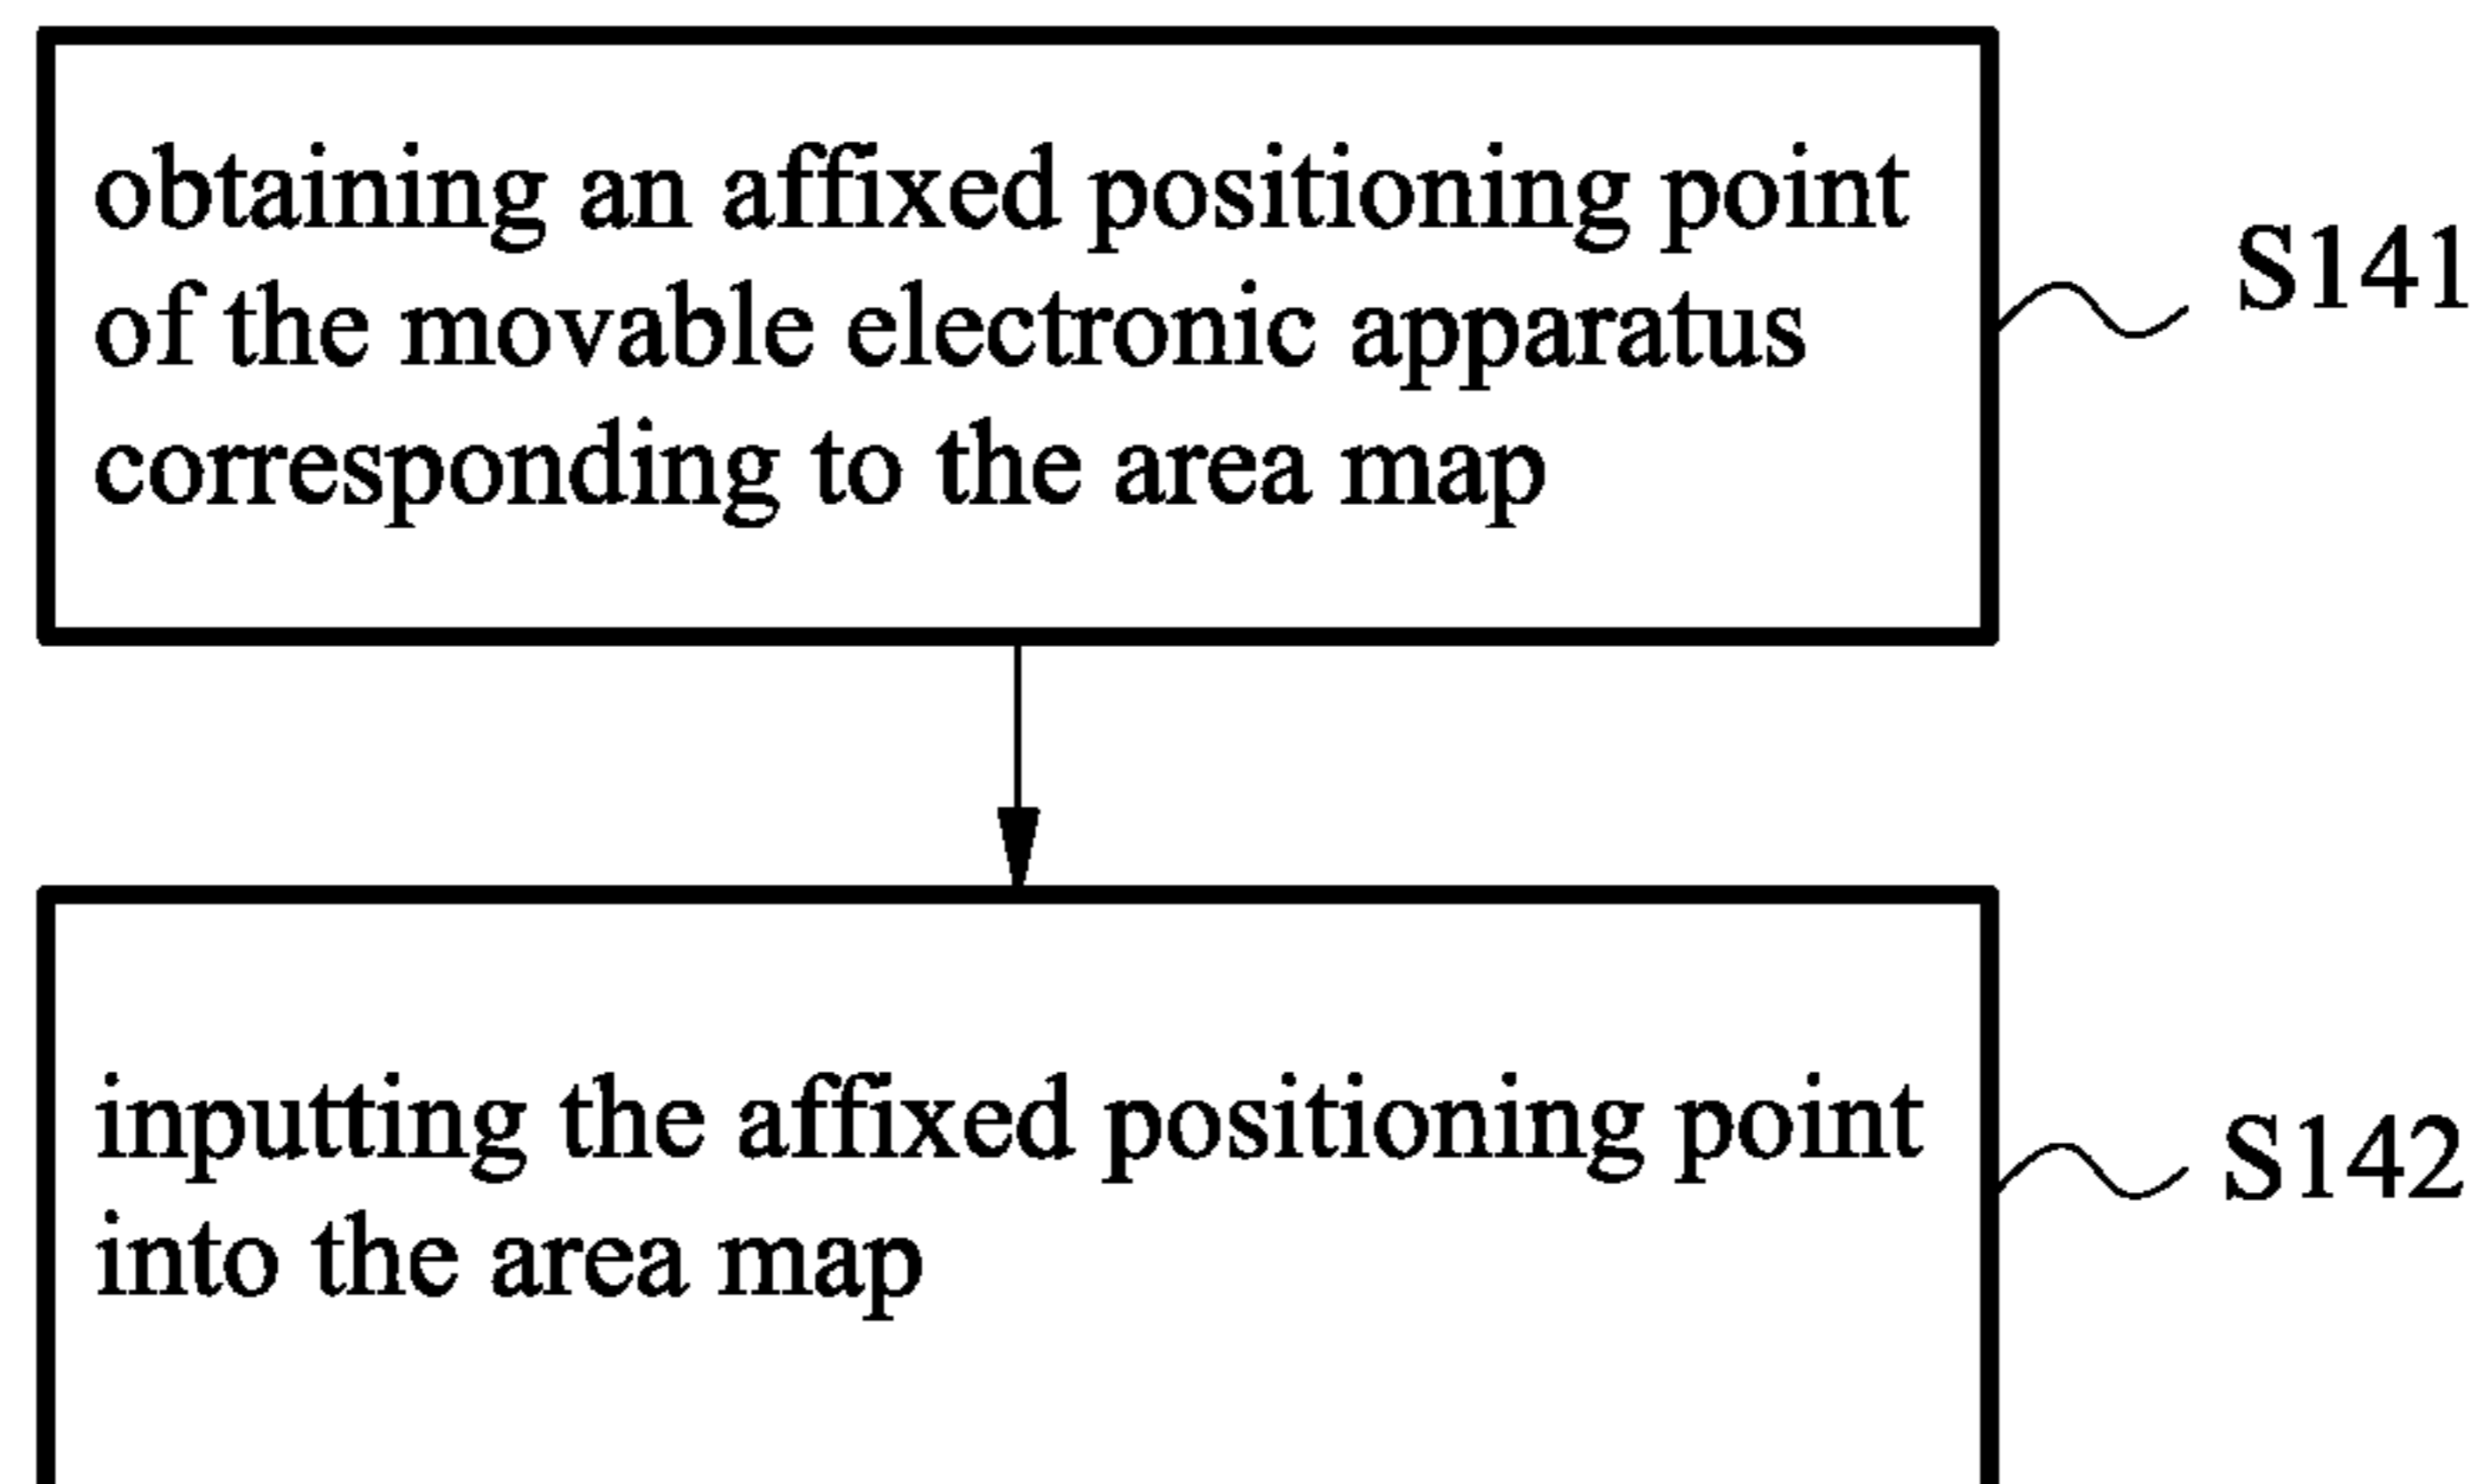 obtaining an affixed positioning point
of the movable electronic apparatus
corresponding to the area map
S141
inputting the affixed positioning point
into the area map
S142